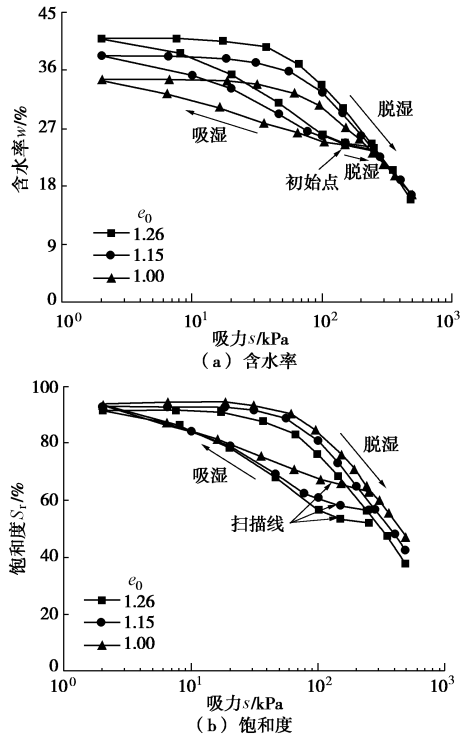 45
36
27
18
9
0
含水率w/%
脱湿
吸湿
初始点
脱湿
e0
1.26
1.15
1.00
10^0
10^1
10^2
10^3
吸力s/kPa
(a) 含水率
100
80
60
40
20
0
饱和度Sr/%
脱湿
吸湿
扫描线
e0
1.26
1.15
1.00
10^0
10^1
10^2
10^3
吸力s/kPa
(b) 饱和度